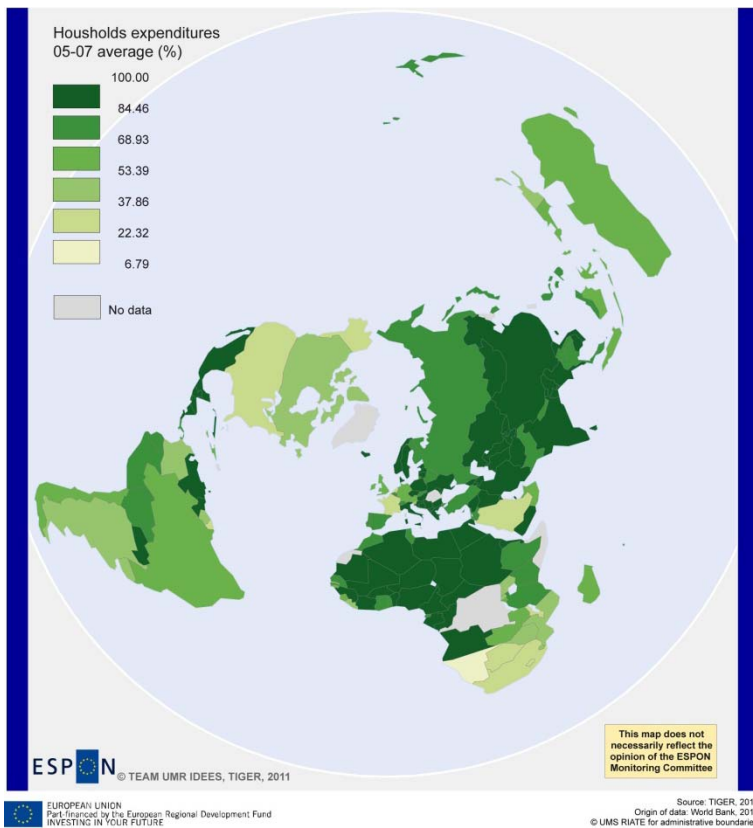 Housholds expenditures
05-07 average (%)
100.00
84.46
68.93
53.39
37.86
22.32
6.79
No data
This map does not
necessarily reflect the
opinion of the ESPON
Monitoring Committee
ESPON © TEAM UMR IDEES, TIGER, 2011
EUROPEAN UNION
Part-financed by the European Regional Development Fund
INVESTING IN YOUR FUTURE
Source: TIGER, 201
Origin of data: World Bank, 201
© UMS RIATE for administrative boundarie